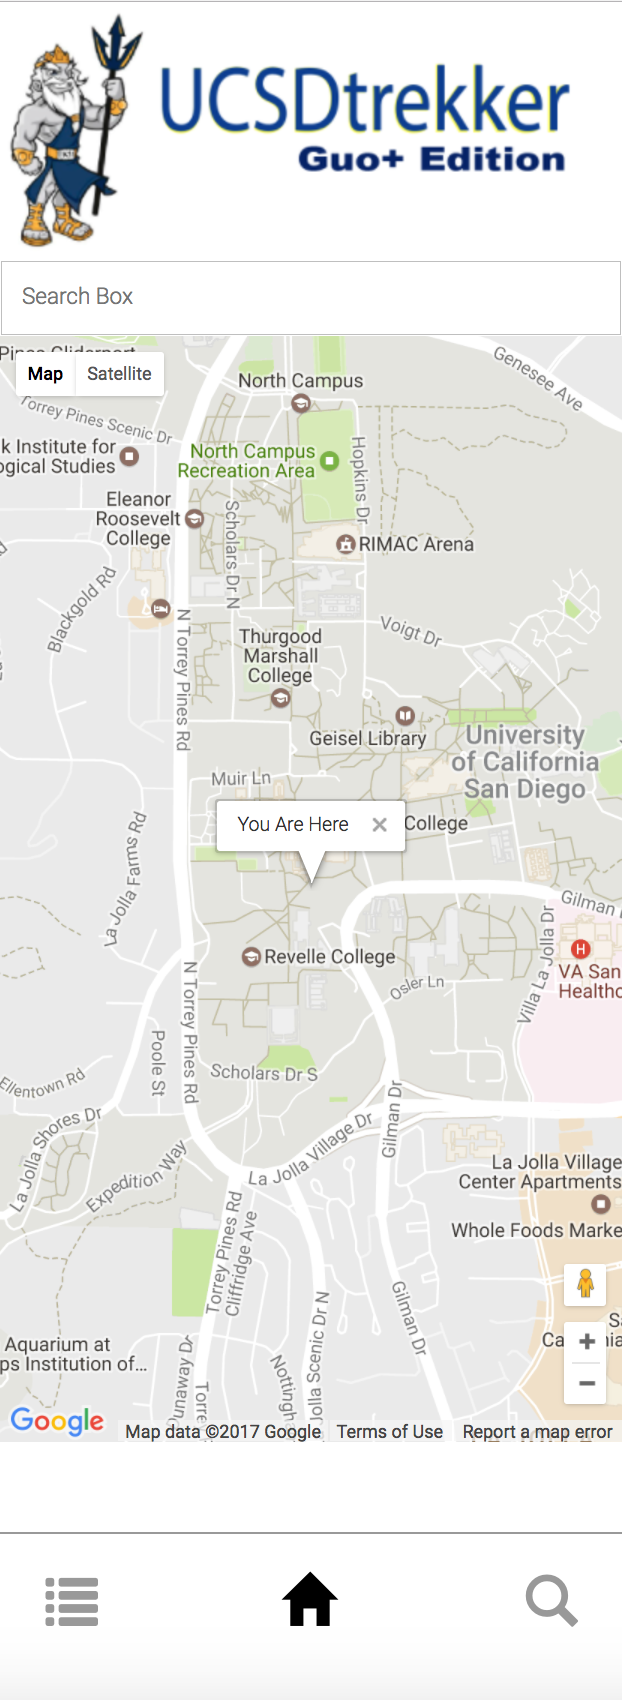 UCSDtrekker
Guo+ Edition
UCSD
Search Box
Map
Satellite
Genesee Ave
North Campus
Torrey Pines Scenic Dr
k Institute for
ogical Studies
North Campus
Recreation Area
Hopkins Dr
Eleanor
Roosevelt
College
Scholars Dr N
RIMAC Arena
Blackgold Rd
N Torrey Pines Rd
Voigt Dr
Thurgood
Marshall
College
Geisel Library
University
of California
San Diego
Muir Ln
You Are Here
College
La Jolla Farms Rd
Gilman
Villa La Jolla Dr
Revelle College
VA San
Healthc
H
Osler Ln
N Torrey Pines Rd
Poole St
Scholars Dr S
Ellentown Rd
La Jolla Shores Dr
Gilman Dr
La Jolla Village Dr
Expedition Way
La Jolla Village
Center Apartments
Whole Foods Marke
Torrey Pines Rd
Cliffridge Ave
Gilman Dr
Jolla Scenic Dr N
Aquarium at
ps Institution of...
Google
Map data ©2017 Google
Terms of Use
Report a map error